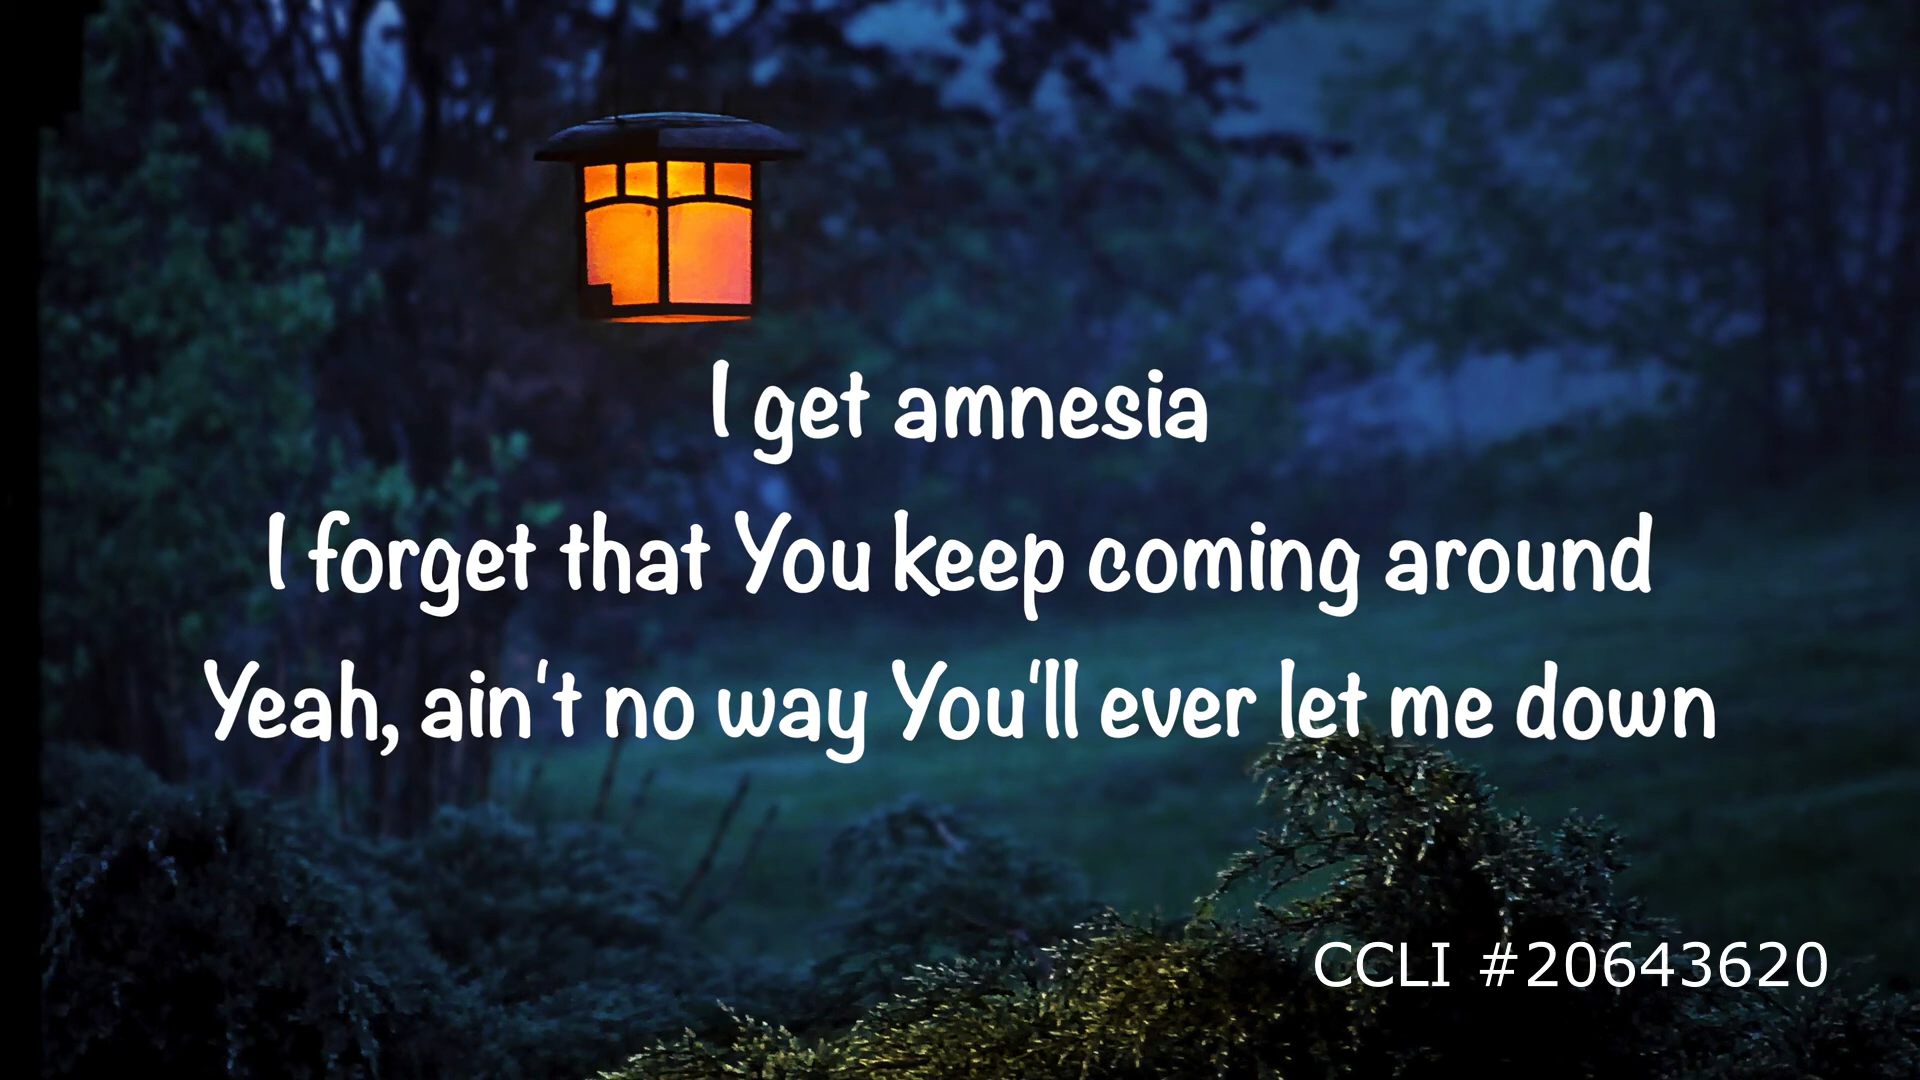 I get amnesia
I forget that You keep coming around
Yeah, ain't no way You'll ever let me down
CCLI #20643620